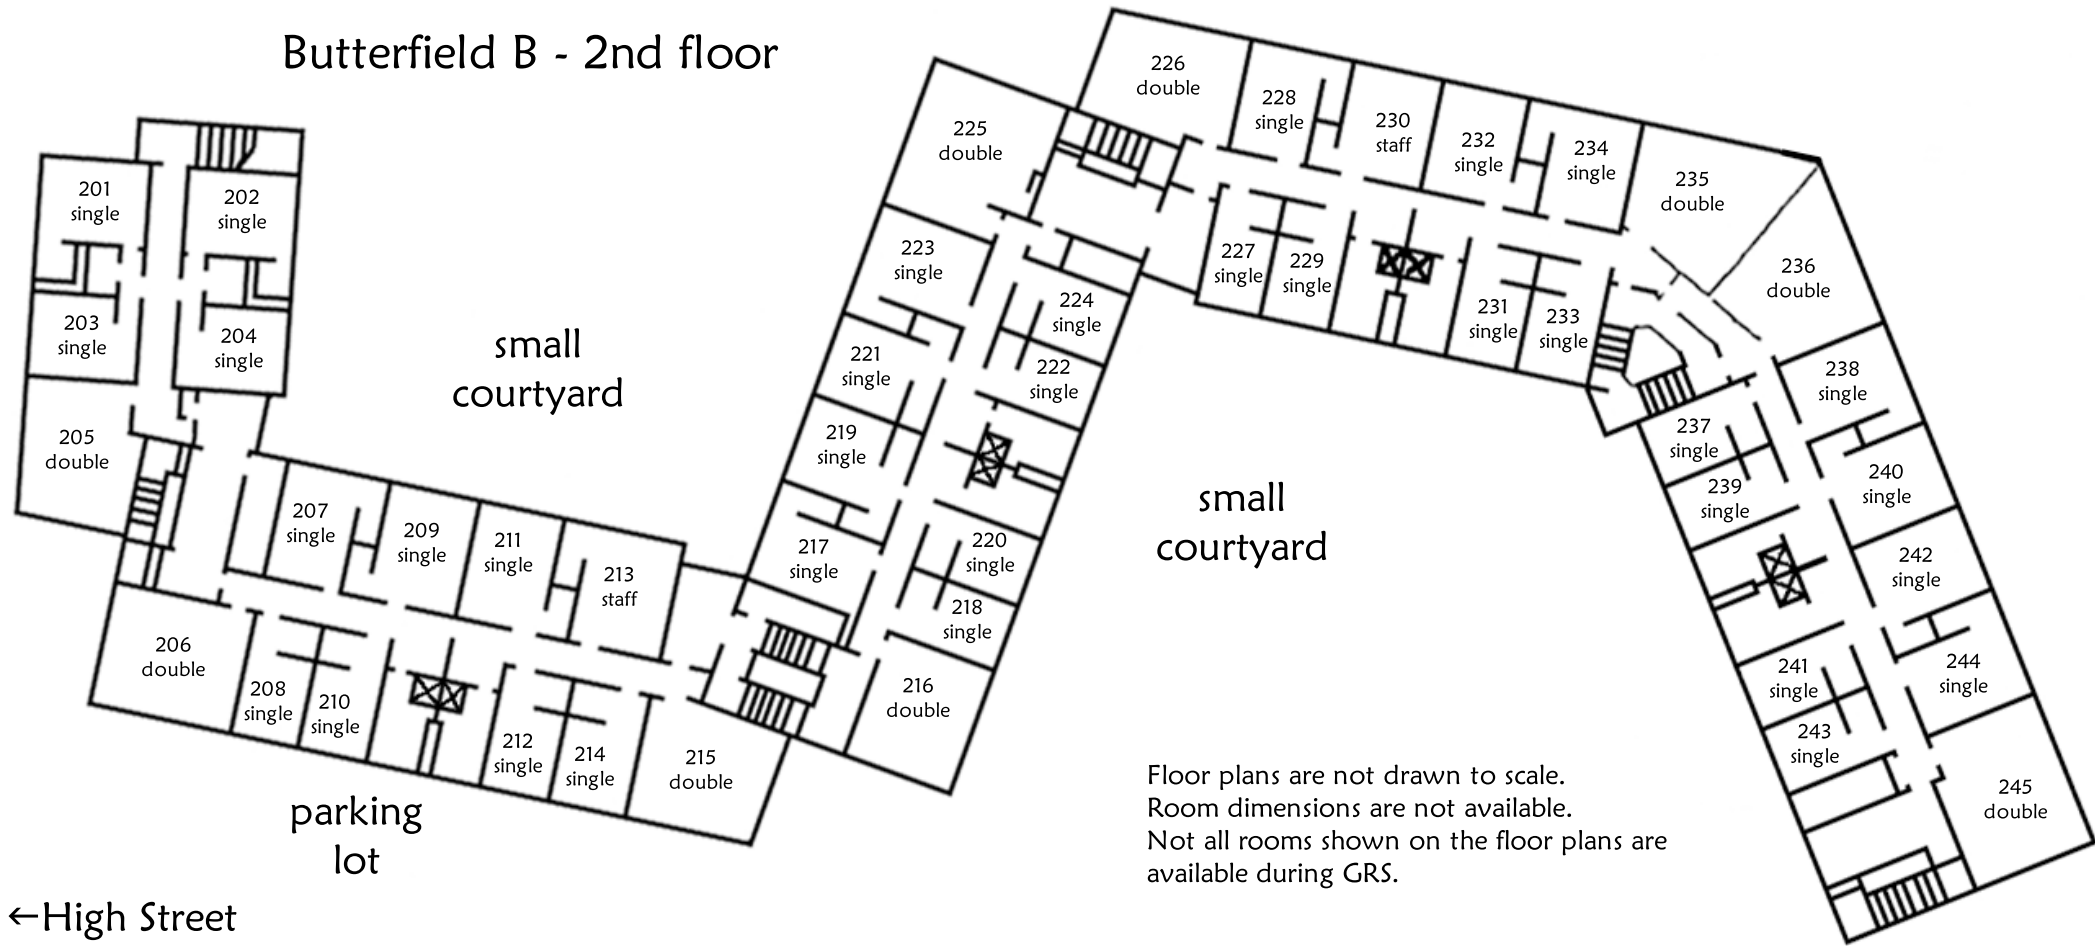 Butterfield B - 2nd floor
201
single
202
single
203
single
204
single
205
double
206
double
207
single
208
single
209
single
210
single
211
single
212
single
213
staff
214
single
215
double
216
double
217
single
218
single
219
single
220
single
221
single
222
single
223
single
224
single
225
double
226
double
227
single
228
single
229
single
230
staff
231
single
232
single
233
single
234
single
235
double
236
double
237
single
238
single
239
single
240
single
241
single
242
single
243
single
244
single
245
double
small
courtyard
small
courtyard
parking
lot
Floor plans are not drawn to scale.
Room dimensions are not available.
Not all rooms shown on the floor plans are
available during GRS.
←High Street